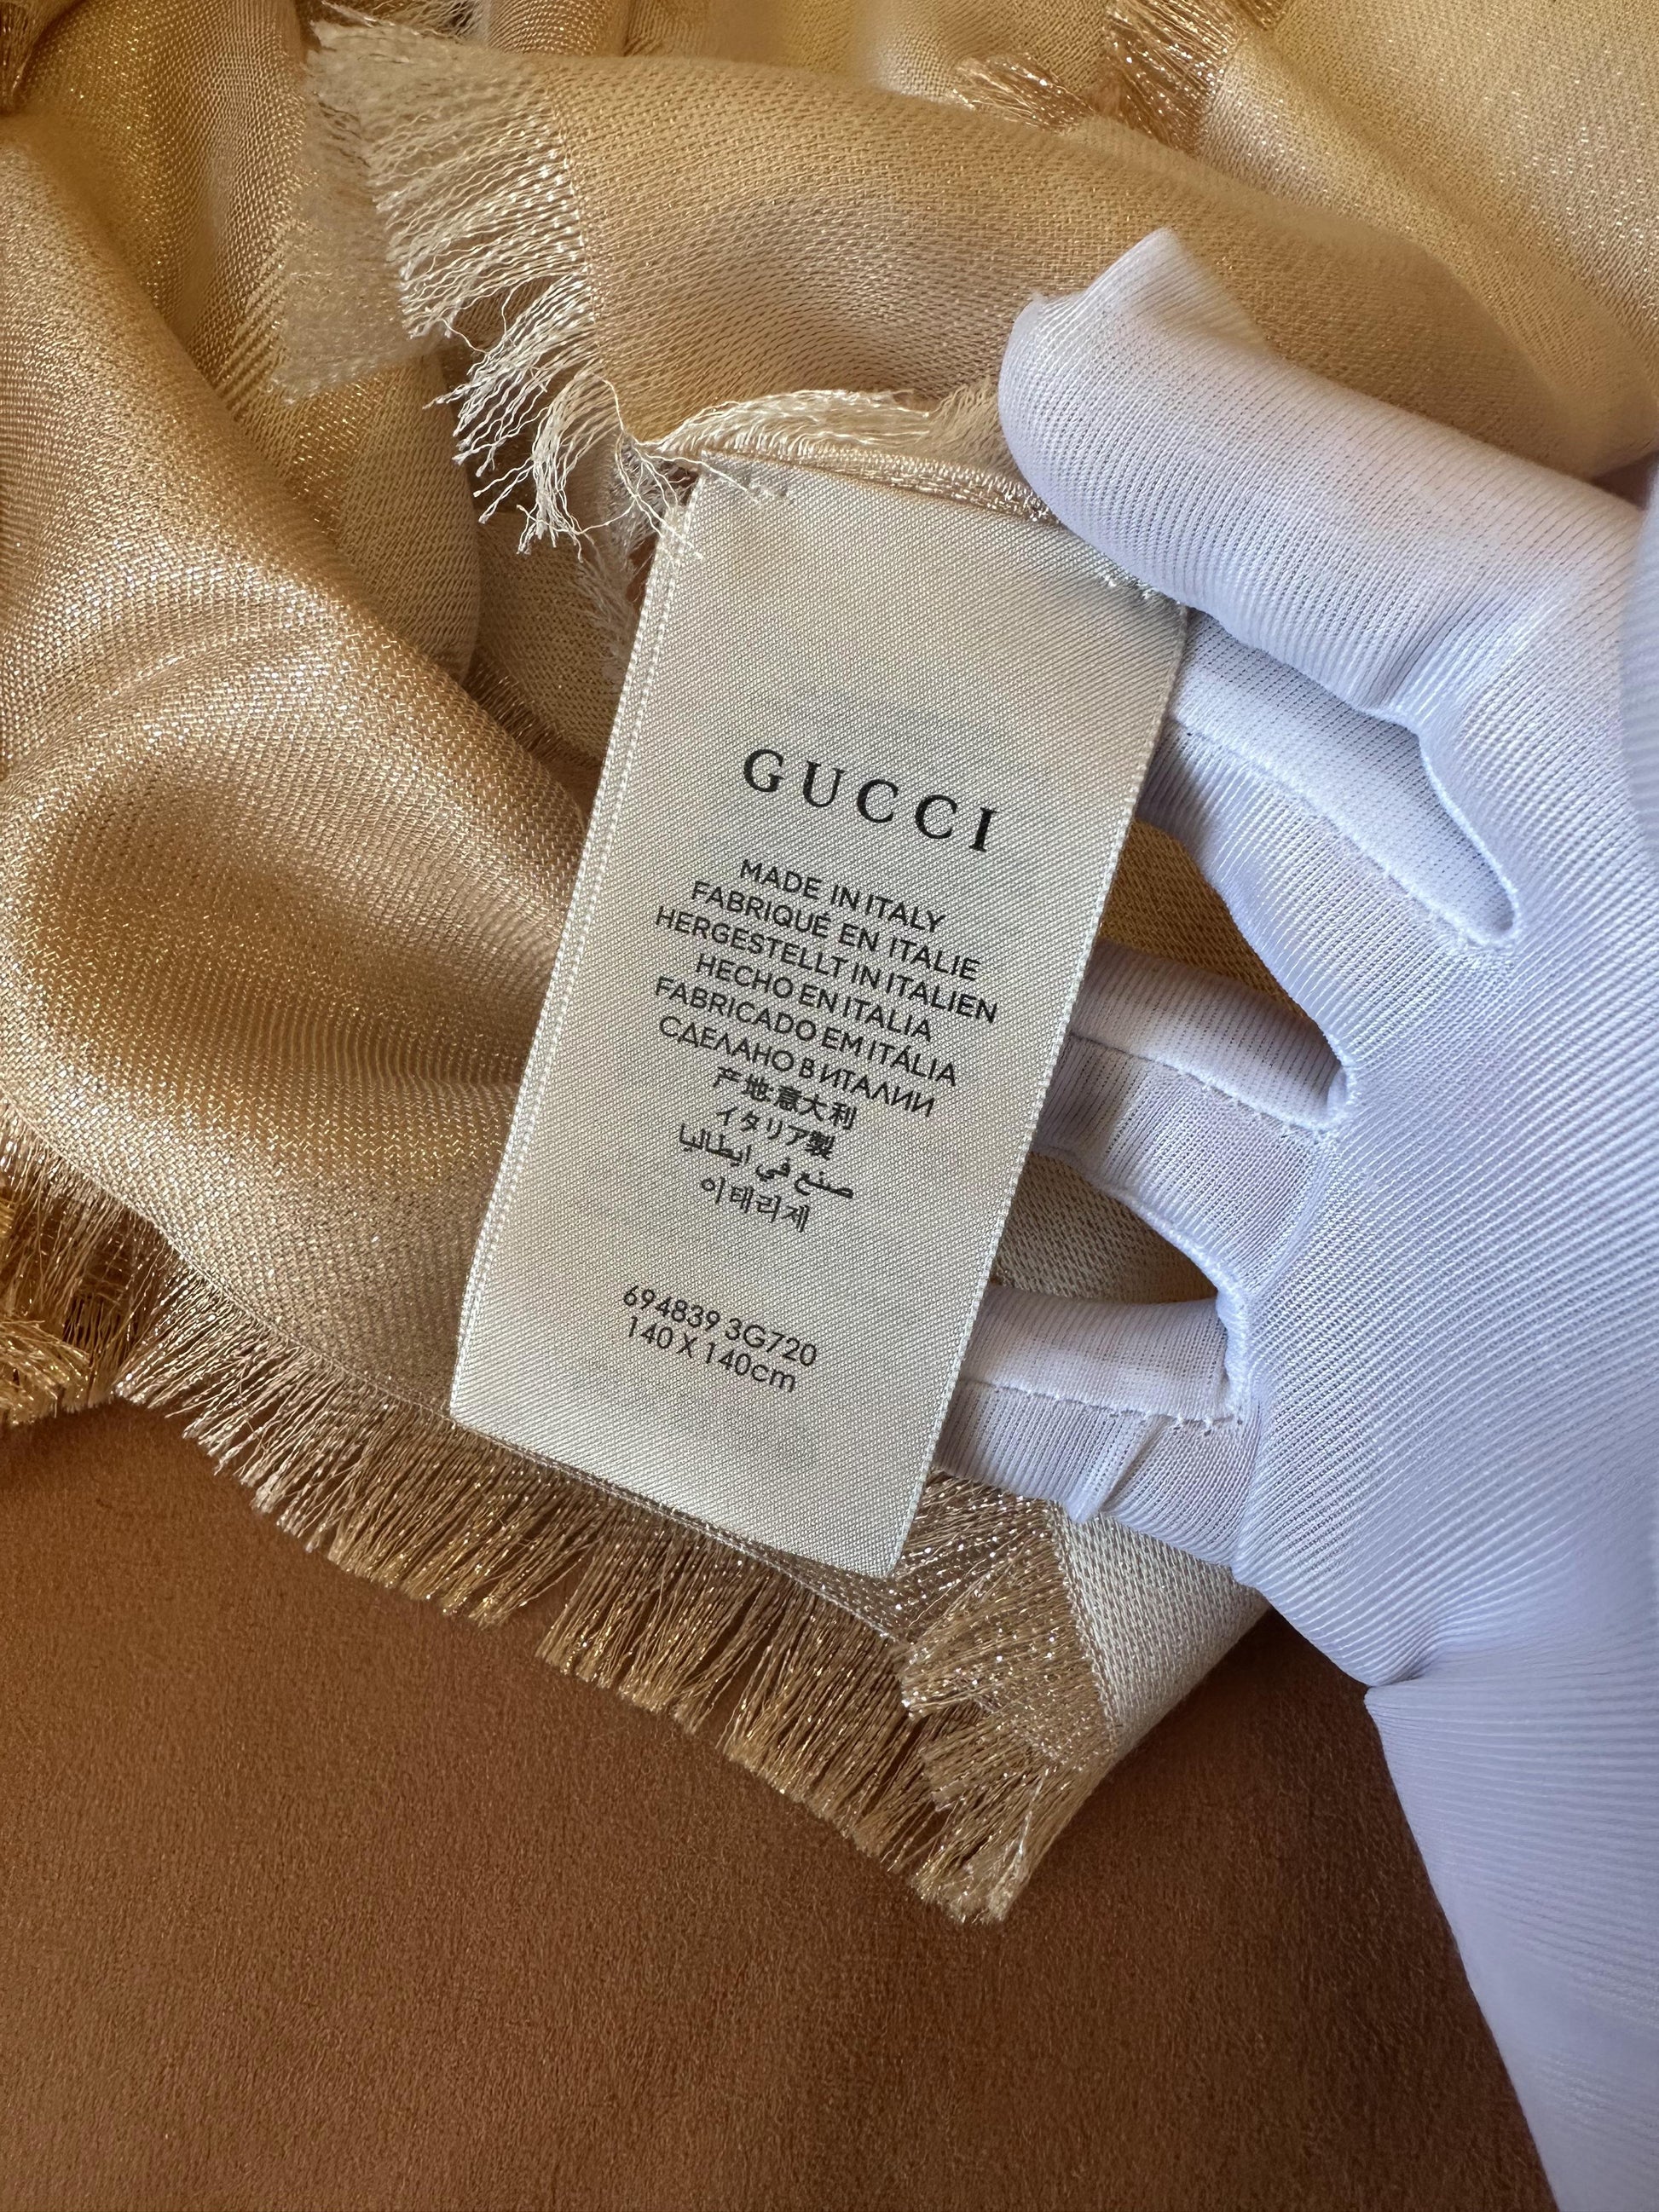 GUCCI
MADE IN ITALY
FABRIQUÉ EN ITALIE
HERGESTELLT IN ITALIEN
HECHO EN ITALIA
FABRICADO EM ITÁLIA
СДЕЛАНО В ИТАЛИИ
产地:意大利
イタリア製
صنع في ايطاليا
이태리제
694839 3G720
140 X 140cm